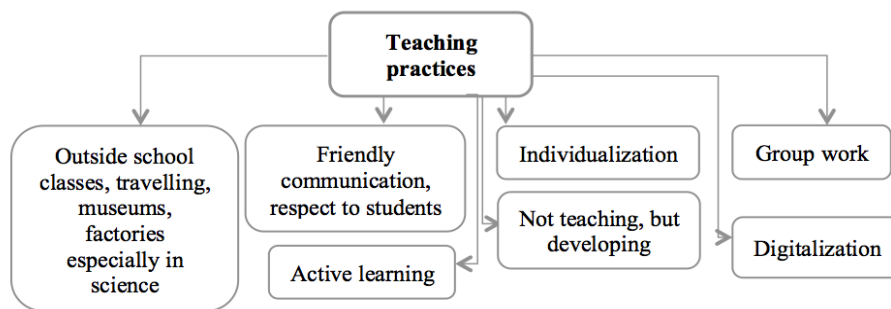 Teaching
practices
Outside school
classes, travelling,
museums,
factories
especially in
science
Friendly
communication,
respect to students
Active learning
Individualization
Not teaching, but
developing
Group work
Digitalization